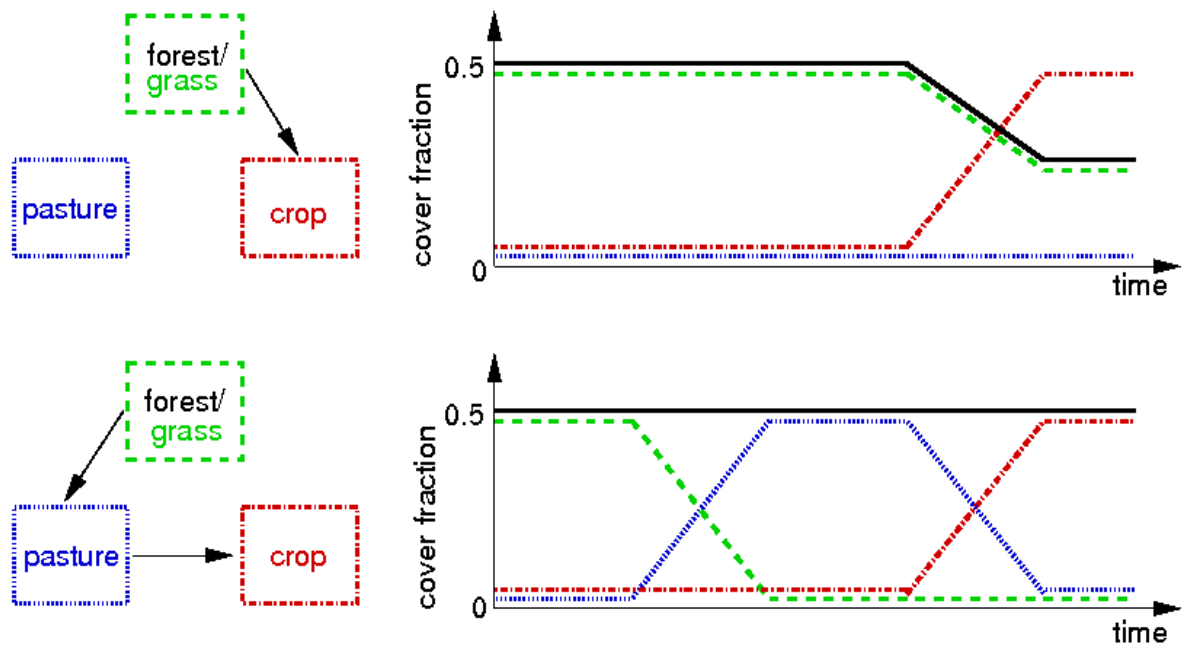 forest/
grass
pasture
crop
cover fraction
0.5
0
time
forest/
grass
pasture
crop
cover fraction
0.5
0
time